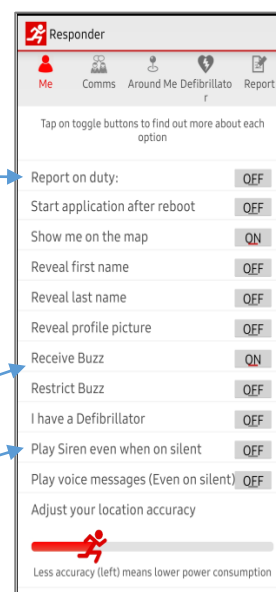 Responder
Me Comms Around Me Defibrillato
r Report
Tap on toggle buttons to find out more about each
option
Report on duty: OFF
Start application after reboot OFF
Show me on the map ON
Reveal first name OFF
Reveal last name OFF
Reveal profile picture OFF
Receive Buzz ON
Restrict Buzz OFF
I have a Defibrillator OFF
Play Siren even when on silent OFF
Play voice messages (Even on silent) OFF
Adjust your location accuracy
Less accuracy (left) means lower power consumption